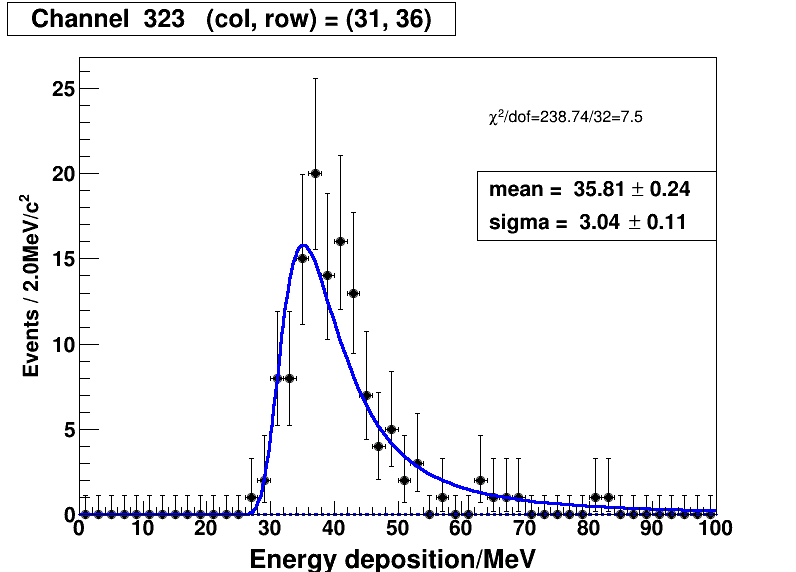 Channel 323 (col, row) = (31, 36)
χ²/dof=238.74/32=7.5
mean = 35.81 ± 0.24
sigma = 3.04 ± 0.11
Events / 2.0MeV/c²
25
20
15
10
5
0
0 10 20 30 40 50 60 70 80 90 100
Energy deposition/MeV